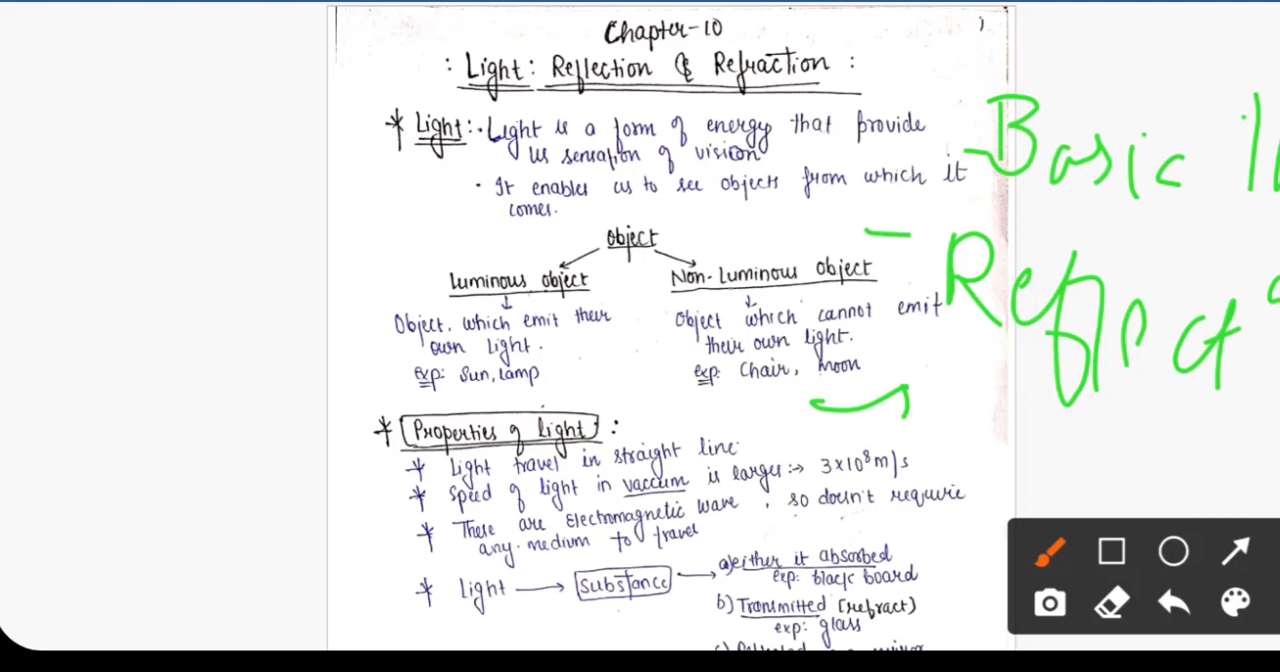 Chapter-10
1
: Light: Reflection & Refraction :
* Light:· Light is a form of energy that provide
us sensation of vision
· It enables us to see objects from which it
comes.
Object
Luminous object
Non-Luminous object
Object, which emit their
own light.
exp: Sun, lamp
Object which cannot emit
their own light.
exp: Chair, moon
* Properties of light :
* Light travel in straight line.
* Speed of light in vaccum is larges:→ 3×10⁸m/s
* These are Electromagnetic wave, so doesn't require
any medium to travel
* light → Substance → a) either it absorbed
exp: black board
b) Transmitted (refract)
exp: glass
- Basic
- Reflect